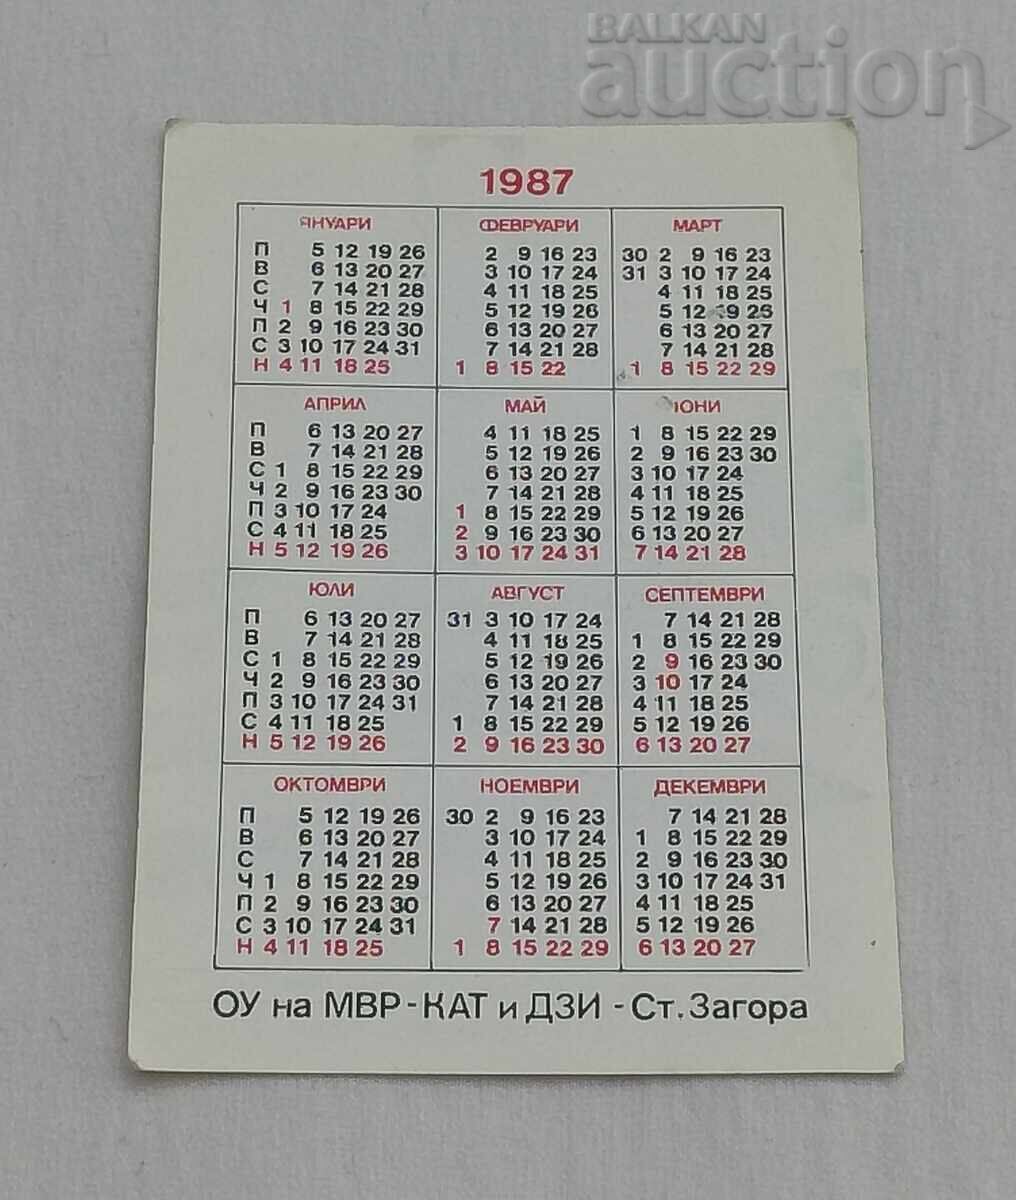 BALKAN
auction
1987
ЯНУАРИ ФЕВРУАРИ МАРТ
П 5 12 19 26 2 9 16 23 30 2 9 16 23
В 6 13 20 27 3 10 17 24 31 3 10 17 24
С 7 14 21 28 4 11 18 25 4 11 18 25
Ч 1 8 15 22 29 5 12 19 26 5 12 19 26
П 2 9 16 23 30 6 13 20 27 6 13 20 27
С 3 10 17 24 31 7 14 21 28 7 14 21 28
Н 4 11 18 25 1 8 15 22 1 8 15 22 29
АПРИЛ МАЙ ЮНИ
П 6 13 20 27 4 11 18 25 1 8 15 22 29
В 7 14 21 28 5 12 19 26 2 9 16 23 30
С 1 8 15 22 29 6 13 20 27 3 10 17 24
Ч 2 9 16 23 30 7 14 21 28 4 11 18 25
П 3 10 17 24 1 8 15 22 29 5 12 19 26
С 4 11 18 25 2 9 16 23 30 6 13 20 27
Н 5 12 19 26 3 10 17 24 31 7 14 21 28
ЮЛИ АВГУСТ СЕПТЕМВРИ
П 6 13 20 27 31 3 10 17 24 7 14 21 28
В 7 14 21 28 4 11 18 25 1 8 15 22 29
С 1 8 15 22 29 5 12 19 26 2 9 16 23 30
Ч 2 9 16 23 30 6 13 20 27 3 10 17 24
П 3 10 17 24 31 7 14 21 28 4 11 18 25
С 4 11 18 25 1 8 15 22 29 5 12 19 26
Н 5 12 19 26 2 9 16 23 30 6 13 20 27
ОКТОМВРИ НОЕМВРИ ДЕКЕМВРИ
П 5 12 19 26 30 2 9 16 23 7 14 21 28
В 6 13 20 27 3 10 17 24 1 8 15 22 29
С 7 14 21 28 4 11 18 25 2 9 16 23 30
Ч 1 8 15 22 29 5 12 19 26 3 10 17 24 31
П 2 9 16 23 30 6 13 20 27 4 11 18 25
С 3 10 17 24 31 7 14 21 28 5 12 19 26
Н 4 11 18 25 1 8 15 22 29 6 13 20 27
ОУ на МВР - КАТ и ДЗИ - Ст. Загора